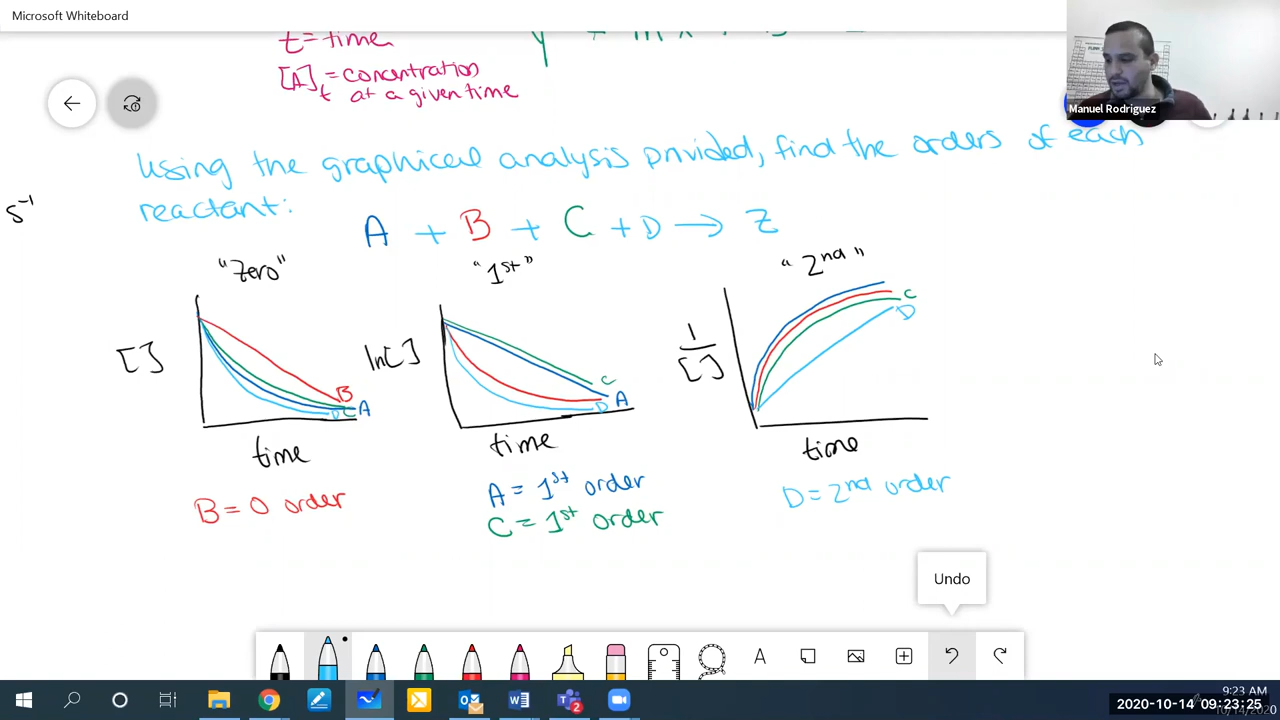 Microsoft Whiteboard
t = time
y = mx + b
[A]t = concentration
at a given time
Manuel Rodriguez
Using the graphical analysis privided, find the orders of each
reactant:
s⁻¹
A + B + C + D → Z
"Zero"
"1st"
"2nd"
[ ]
B
D C A
time
ln[ ]
C
D A
time
1/[ ]
C
D
time
B = 0 order
A = 1st order
C = 1st order
D = 2nd order
Undo
A
9:23 AM
2020-10-14 09:23:25